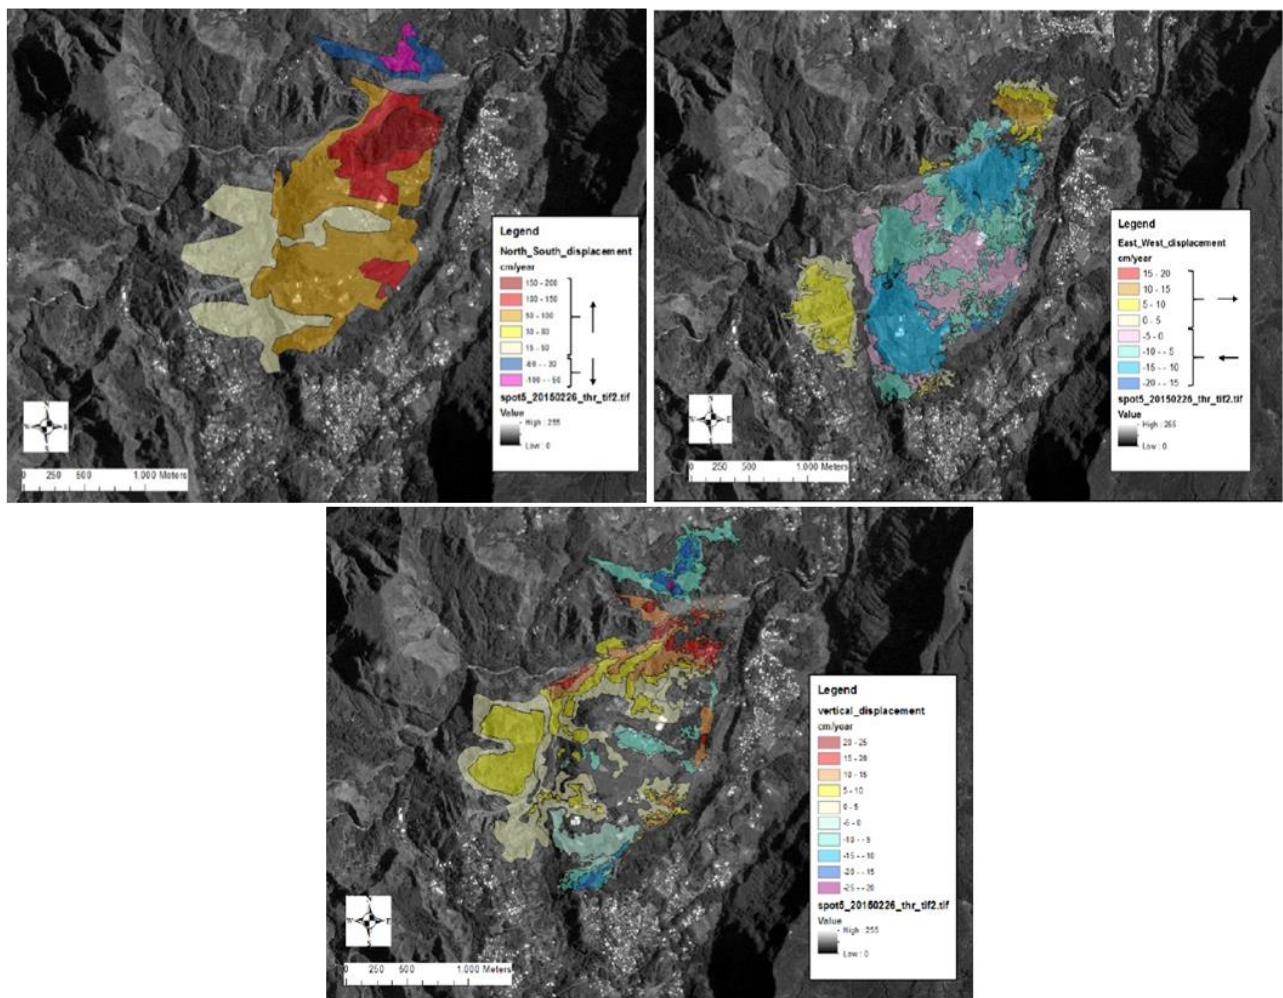 Legend
North_South_displacement
cm/year
150 - 200
100 - 150
50 - 100
30 - 50
-100 - -50
spot5_20150226_thr_tif2.tif
Value
High : 255
Low : 0
N
W E
S
0 250 500 1.000 Meters
Legend
East_West_displacement
cm/year
15 - 20
10 - 15
5 - 10
0 - 5
-5 - 0
-10 - -5
-15 - -10
-20 - -15
spot5_20150226_thr_tif2.tif
Value
High : 255
Low : 0
N
W E
S
0 250 500 1.000 Meters
Legend
vertical_displacement
cm/year
20 - 25
15 - 20
10 - 15
5 - 10
0 - 5
-5 - 0
-10 - -5
-15 - -10
-20 - -15
-25 - -20
spot5_20150226_thr_tif2.tif
Value
High : 255
Low : 0
N
W E
S
0 250 500 1.000 Meters